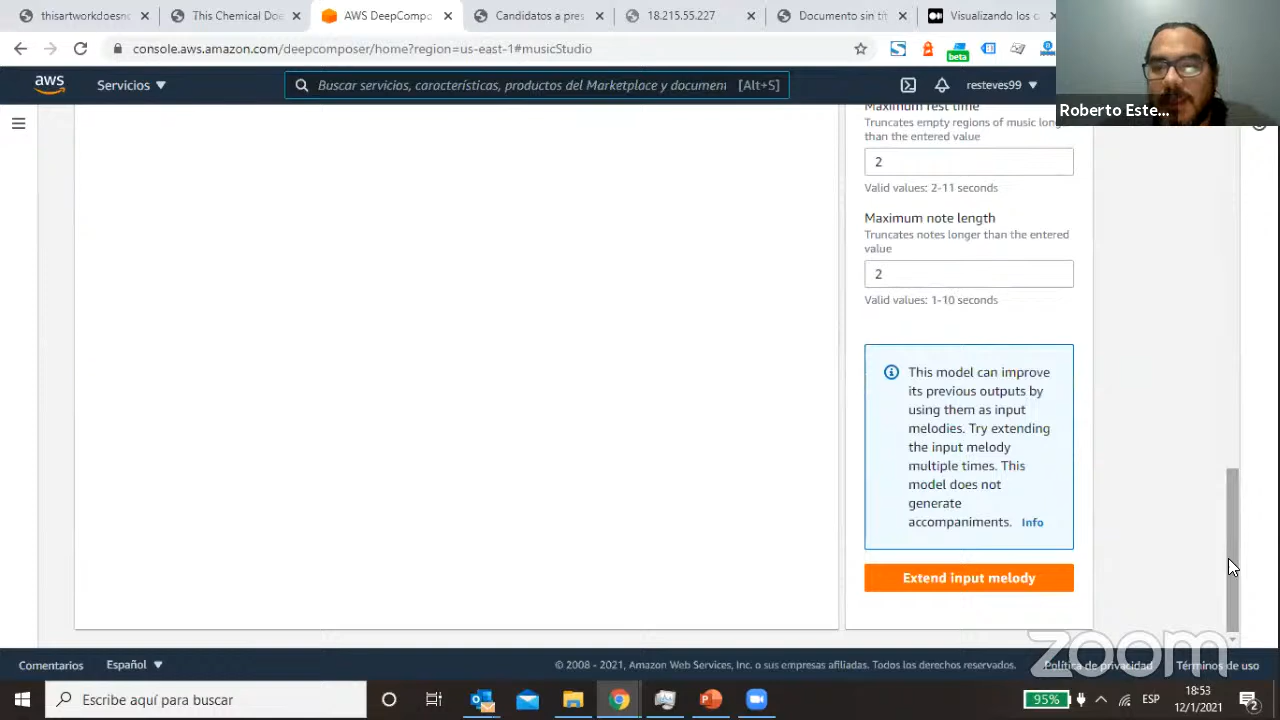 thisartworkdoesno
This Chemical Doe
AWS DeepCompo
Candidatos a pres
18.215.55.227
Documento sin tít
Visualizando los c
console.aws.amazon.com/deepcomposer/home?region=us-east-1#musicStudio
beta
aws
Servicios
Buscar servicios, características, productos del Marketplace y document
[Alt+S]
resteves99
Roberto Este...
Maximum rest time
Truncates empty regions of music long
than the entered value
2
Valid values: 2-11 seconds
Maximum note length
Truncates notes longer than the entered
value
2
Valid values: 1-10 seconds
This model can improve
its previous outputs by
using them as input
melodies. Try extending
the input melody
multiple times. This
model does not
generate
accompaniments. Info
Extend input melody
zoom
Comentarios
Español
© 2008 - 2021, Amazon Web Services, Inc. o sus empresas afiliadas. Todos los derechos reservados.
Política de privacidad
Términos de uso
Escribe aquí para buscar
95%
ESP
18:53
12/1/2021
2